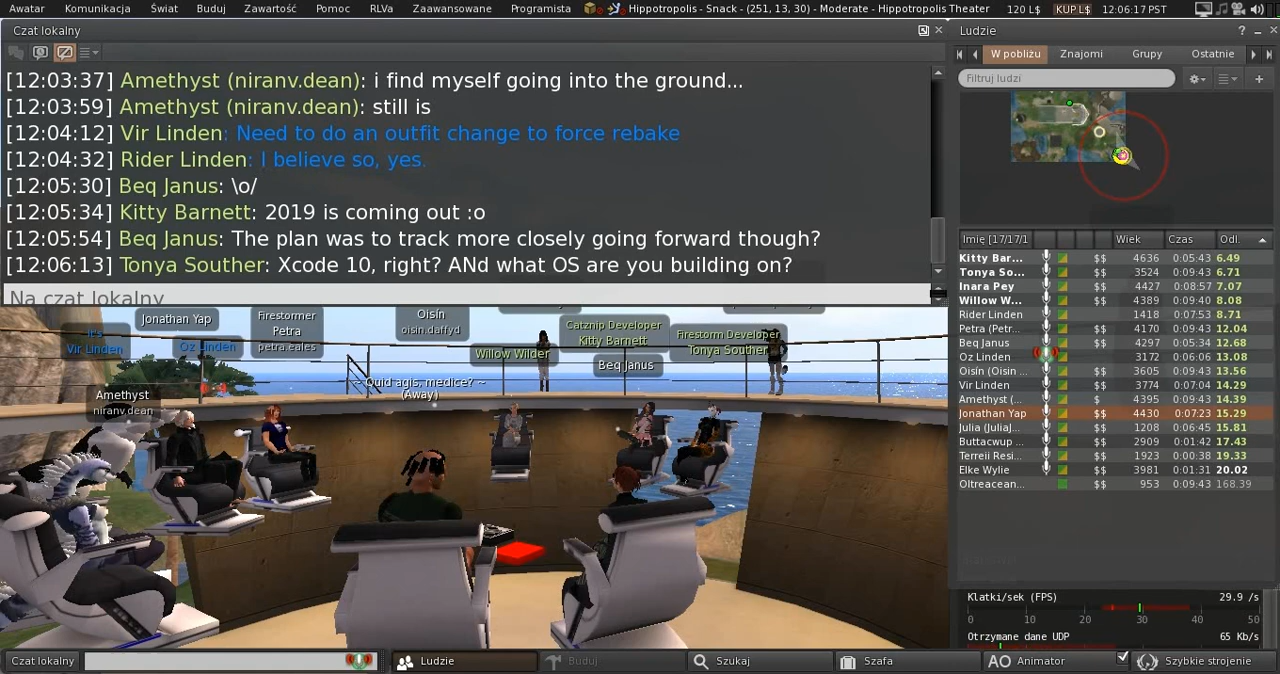 Awatar Komunikacja Świat Buduj Zawartość Pomoc RLVa Zaawansowane Programista Hippotropolis - Snack - (251, 13, 30) - Moderate - Hippotropolis Theater 120 L$ KUP L$ 12:06:17 PST
Czat lokalny
[12:03:37] Amethyst (niranv.dean): i find myself going into the ground...
[12:03:59] Amethyst (niranv.dean): still is
[12:04:12] Vir Linden: Need to do an outfit change to force rebake
[12:04:32] Rider Linden: I believe so, yes.
[12:05:30] Beq Janus: \o/
[12:05:34] Kitty Barnett: 2019 is coming out :o
[12:05:54] Beq Janus: The plan was to track more closely going forward though?
[12:06:13] Tonya Souther: Xcode 10, right? ANd what OS are you building on?
Na czat lokalny
It's
Vir Linden
Jonathan Yap
Oz Linden
Firestormer
Petra
petra.eales
Oisín
oisin.daffyd
Willow Wilder
Catznip Developer
Kitty Barnett
Beq Janus
Firestorm Developer
Tonya Souther
~ Quid agis, medice? ~
(Away)
Amethyst
niranv.dean
Ludzie
W pobliżu Znajomi Grupy Ostatnie
Filtruj ludzi
Imię [17/17/1 Wiek Czas Odl.
Kitty Bar... $$ 4636 0:05:43 6.49
Tonya So... $$ 3524 0:09:43 6.71
Inara Pey 4427 0:08:57 7.07
Willow W... $$ 4389 0:09:40 8.08
Rider Linden 1418 0:07:53 8.71
Petra (Petr... $$ 4170 0:09:43 12.04
Beq Janus $$ 4297 0:05:34 12.68
Oz Linden 3172 0:06:06 13.08
Oisín (Oisin ... $$ 3605 0:09:43 13.56
Vir Linden $$ 3774 0:07:04 14.29
Amethyst (... $ 4395 0:09:43 14.39
Jonathan Yap $$ 4430 0:07:23 15.29
Julia (JuliaJ... $$ 1208 0:06:45 15.81
Buttacwup ... $$ 2909 0:01:42 17.43
Terreii Resi... $$ 1923 0:00:38 19.33
Elke Wylie $$ 3981 0:01:31 20.02
Oltreacean... $$ 953 0:09:43 168.39
Klatki/sek (FPS) 29.9 /s
0 10 20 30 40 50
Otrzymane dane UDP 65 Kb/s
Czat lokalny Ludzie Buduj Szukaj Szafa AO Animator Szybkie strojenie